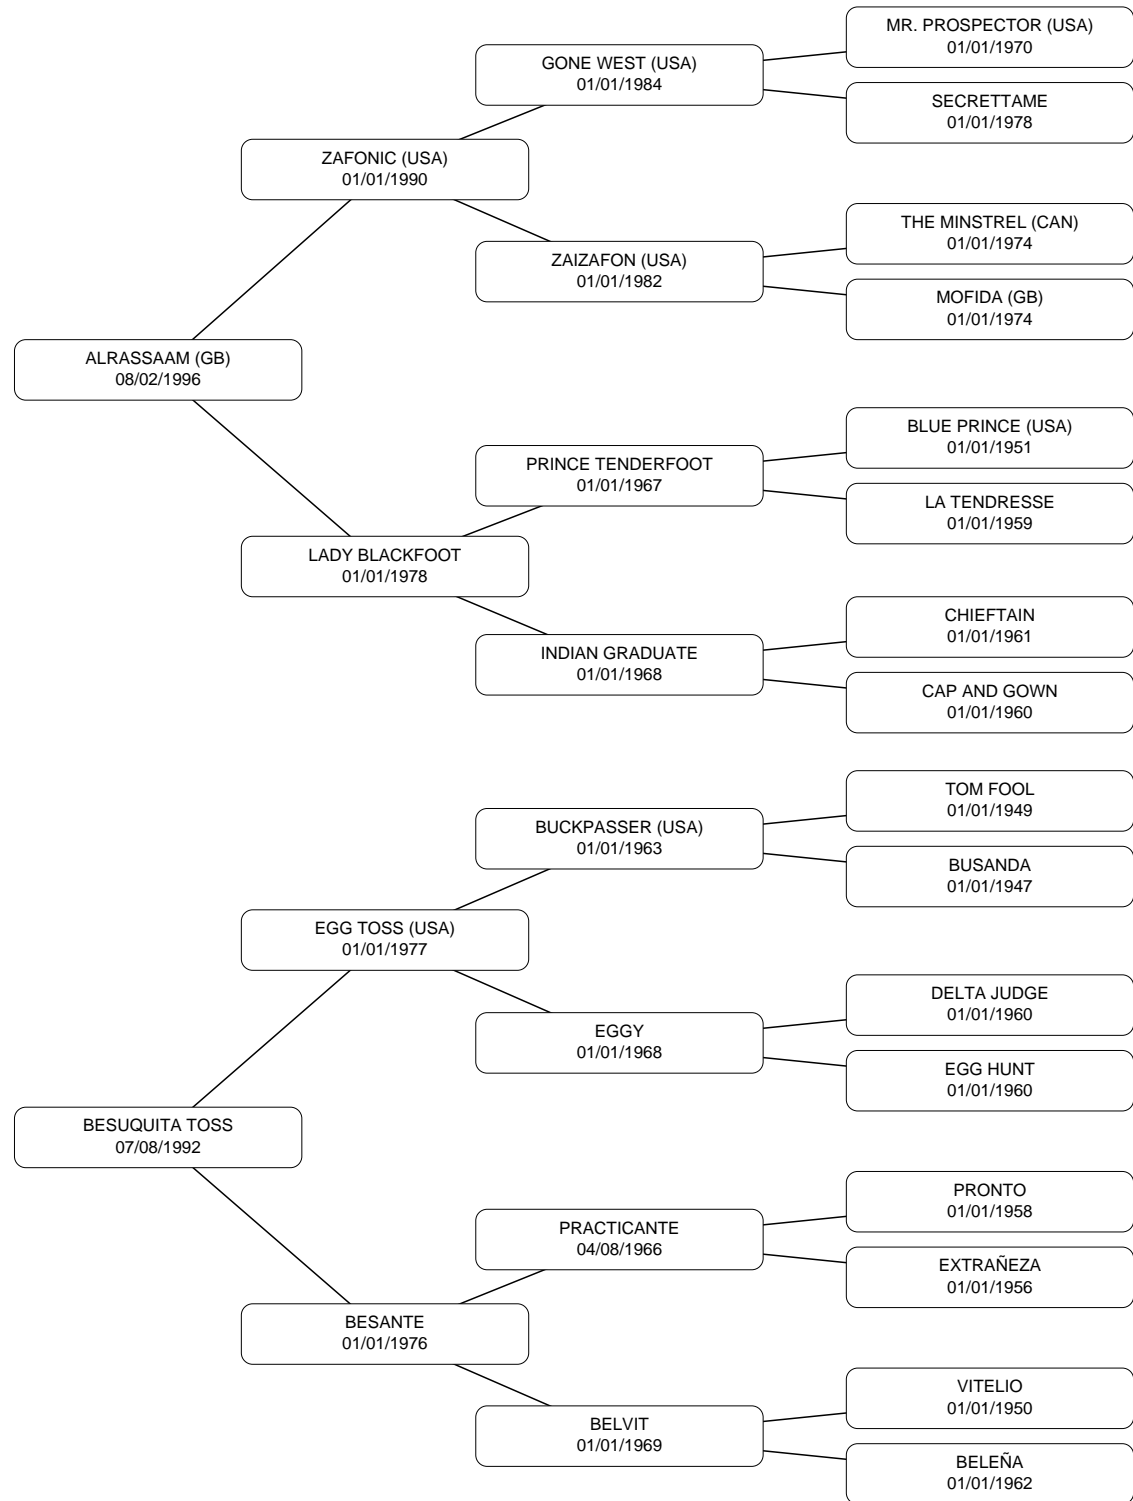 MR. PROSPECTOR (USA)
01/01/1970
GONE WEST (USA)
01/01/1984
SECRETTAME
01/01/1978
ZAFONIC (USA)
01/01/1990
THE MINSTREL (CAN)
01/01/1974
ZAIZAFON (USA)
01/01/1982
MOFIDA (GB)
01/01/1974
ALRASSAAM (GB)
08/02/1996
BLUE PRINCE (USA)
01/01/1951
PRINCE TENDERFOOT
01/01/1967
LA TENDRESSE
01/01/1959
LADY BLACKFOOT
01/01/1978
CHIEFTAIN
01/01/1961
INDIAN GRADUATE
01/01/1968
CAP AND GOWN
01/01/1960
TOM FOOL
01/01/1949
BUCKPASSER (USA)
01/01/1963
BUSANDA
01/01/1947
EGG TOSS (USA)
01/01/1977
DELTA JUDGE
01/01/1960
EGGY
01/01/1968
EGG HUNT
01/01/1960
BESUQUITA TOSS
07/08/1992
PRONTO
01/01/1958
PRACTICANTE
04/08/1966
EXTRAÑEZA
01/01/1956
BESANTE
01/01/1976
VITELIO
01/01/1950
BELVIT
01/01/1969
BELEÑA
01/01/1962